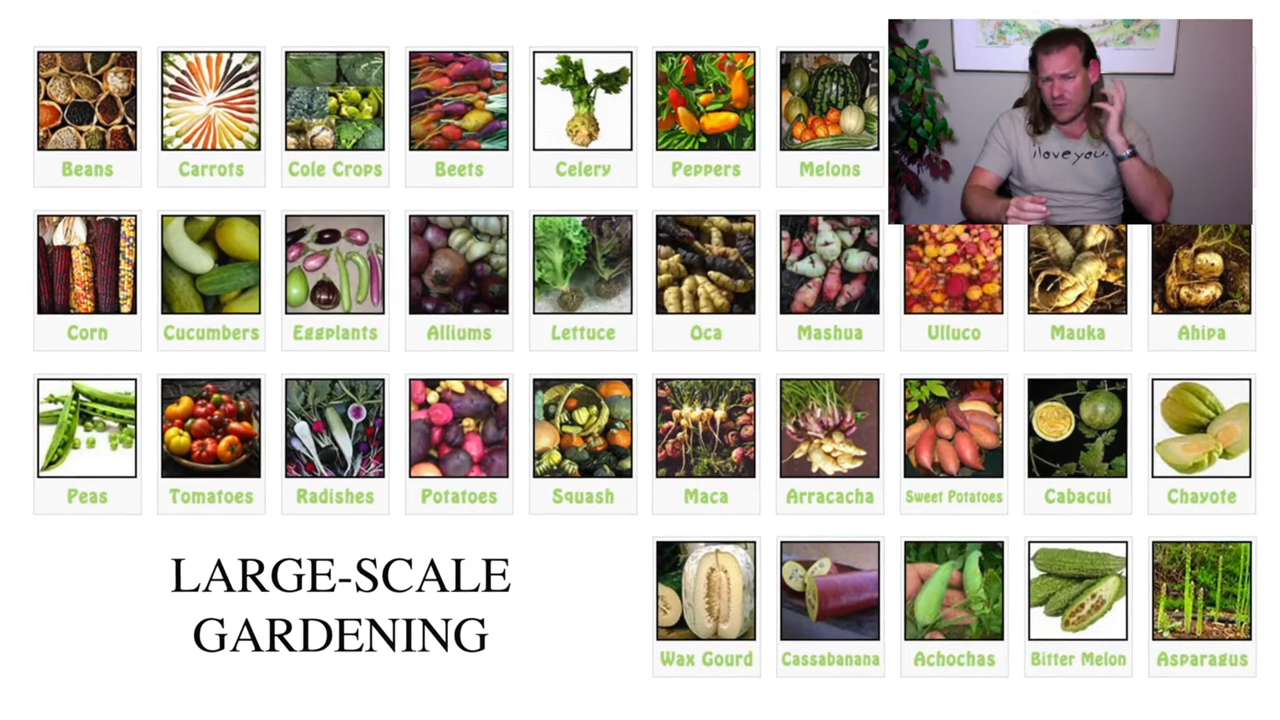 Beans
Carrots
Cole Crops
Beets
Celery
Peppers
Melons
i love you.
Corn
Cucumbers
Eggplants
Alliums
Lettuce
Oca
Mashua
Ulluco
Mauka
Ahipa
Peas
Tomatoes
Radishes
Potatoes
Squash
Maca
Arracacha
Sweet Potatoes
Cabacui
Chayote
LARGE-SCALE
GARDENING
Wax Gourd
Cassabanana
Achochas
Bitter Melon
Asparagus